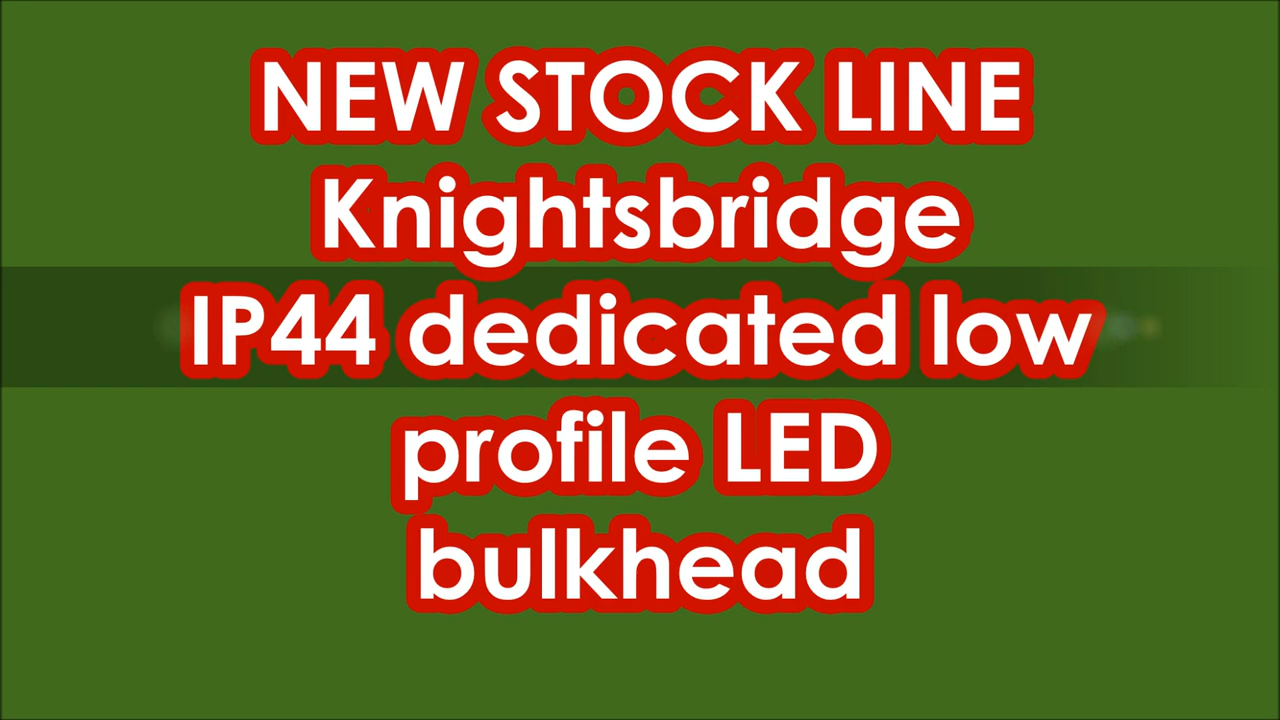 NEW STOCK LINE
Knightsbridge
IP44 dedicated low
profile LED
bulkhead